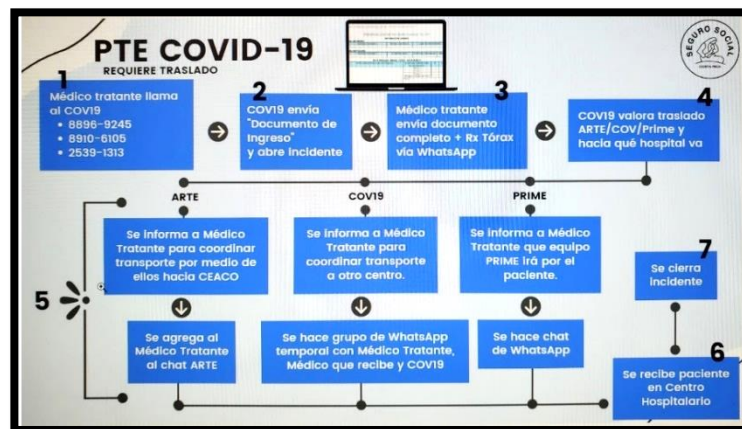 PTE COVID-19
REQUIERE TRASLADO
SEGURO SOCIAL
COSTA RICA
1
Médico tratante llama
al COV19
• 8896-9245
• 8910-6105
• 2539-1313
2
COV19 envía
"Documento de
Ingreso"
y abre incidente
3
Médico tratante
envía documento
completo + Rx Tórax
vía WhatsApp
4
COV19 valora traslado
ARTE/COV/Prime y
hacia qué hospital va
5
ARTE
Se informa a Médico
Tratante para coordinar
transporte por medio de
ellos hacia CEACO
Se agrega al
Médico Tratante
al chat ARTE
COV19
Se informa a Médico
Tratante para
coordinar transporte
a otro centro.
Se hace grupo de WhatsApp
temporal con Médico Tratante,
Médico que recibe y COV19
PRIME
Se informa a Médico
Tratante que equipo
PRIME irá por el
paciente.
Se hace chat
de WhatsApp
6
Se recibe paciente
en Centro
Hospitalario
7
Se cierra
incidente